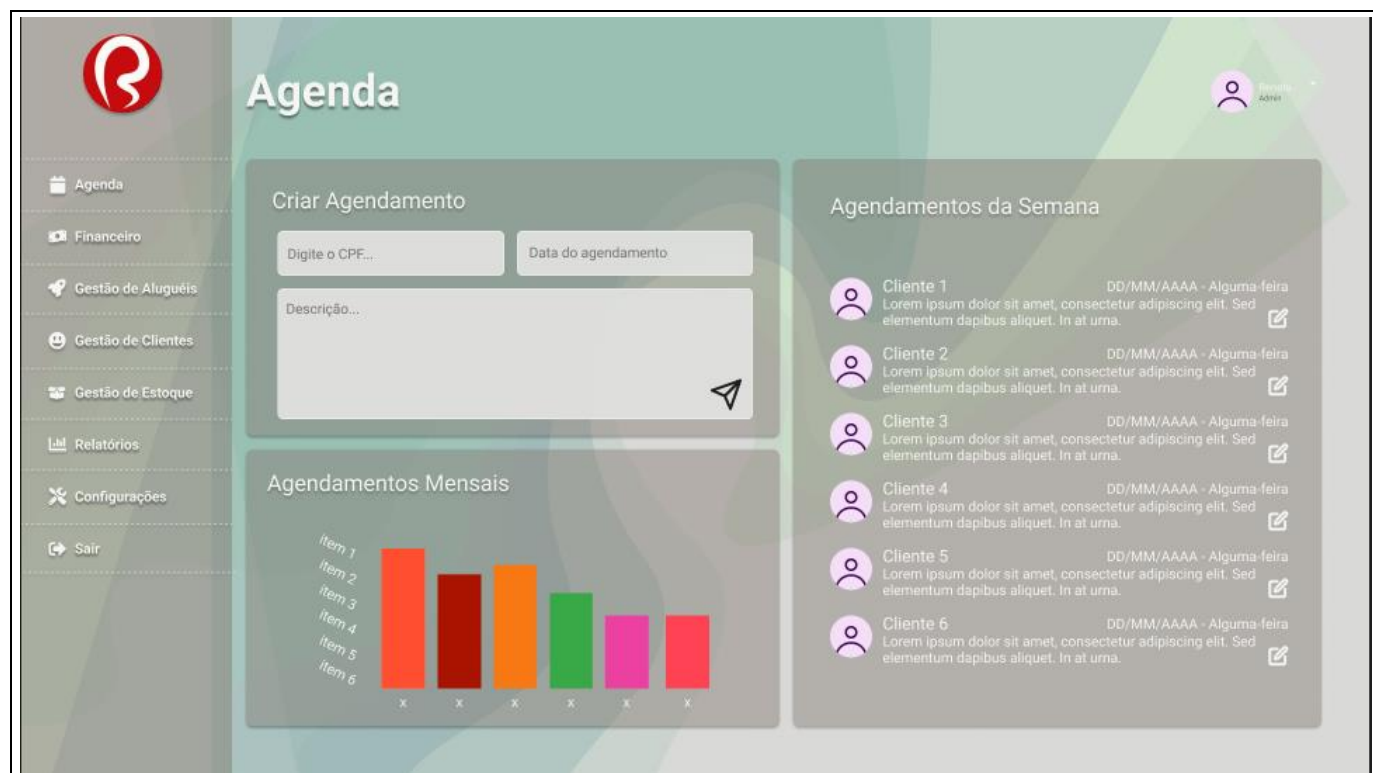 Agenda
Admin
Agenda
Financeiro
Gestão de Aluguéis
Gestão de Clientes
Gestão de Estoque
Relatórios
Configurações
Sair
Criar Agendamento
Digite o CPF...
Data do agendamento
Descrição...
Agendamentos Mensais
item 1
item 2
item 3
item 4
item 5
item 6
x x x x x x
Agendamentos da Semana
Cliente 1 DD/MM/AAAA - Alguma-feira
Lorem ipsum dolor sit amet, consectetur adipiscing elit. Sed
elementum dapibus aliquet. In at urna.
Cliente 2 DD/MM/AAAA - Alguma-feira
Lorem ipsum dolor sit amet, consectetur adipiscing elit. Sed
elementum dapibus aliquet. In at urna.
Cliente 3 DD/MM/AAAA - Alguma-feira
Lorem ipsum dolor sit amet, consectetur adipiscing elit. Sed
elementum dapibus aliquet. In at urna.
Cliente 4 DD/MM/AAAA - Alguma-feira
Lorem ipsum dolor sit amet, consectetur adipiscing elit. Sed
elementum dapibus aliquet. In at urna.
Cliente 5 DD/MM/AAAA - Alguma-feira
Lorem ipsum dolor sit amet, consectetur adipiscing elit. Sed
elementum dapibus aliquet. In at urna.
Cliente 6 DD/MM/AAAA - Alguma-feira
Lorem ipsum dolor sit amet, consectetur adipiscing elit. Sed
elementum dapibus aliquet. In at urna.